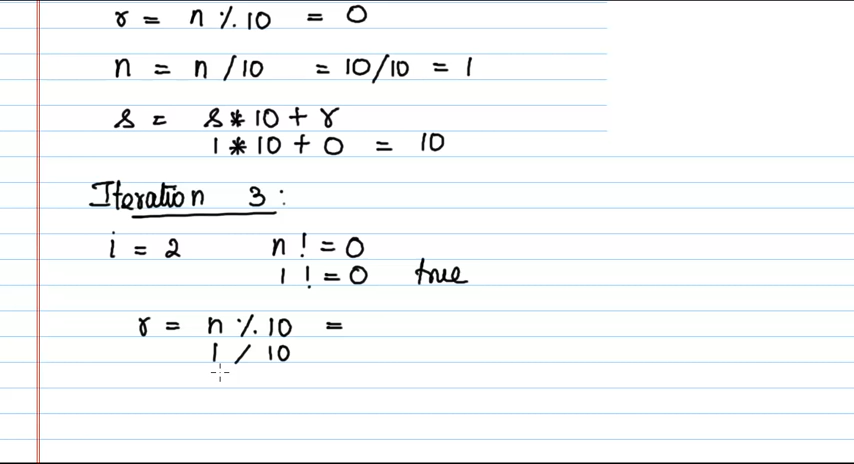 r = n % 10 = 0
n = n / 10 = 10/10 = 1
s = s * 10 + r
1 * 10 + 0 = 10
Iteration 3 :
i = 2 n ! = 0
1 ! = 0 true
r = n % 10 =
1 / 10